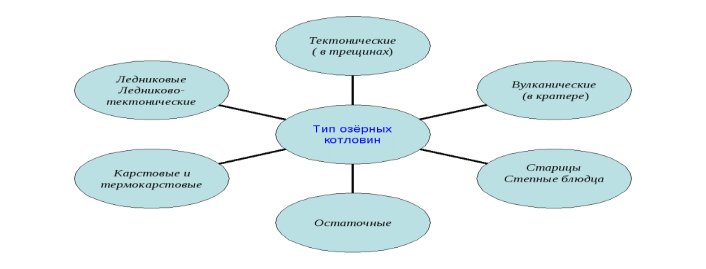 Тектонические
( в трещинах)
Ледниковые
Ледниково-
тектонические
Вулканические
(в кратере)
Тип озёрных
котловин
Карстовые и
термокарстовые
Старицы
Степные блюдца
Остаточные